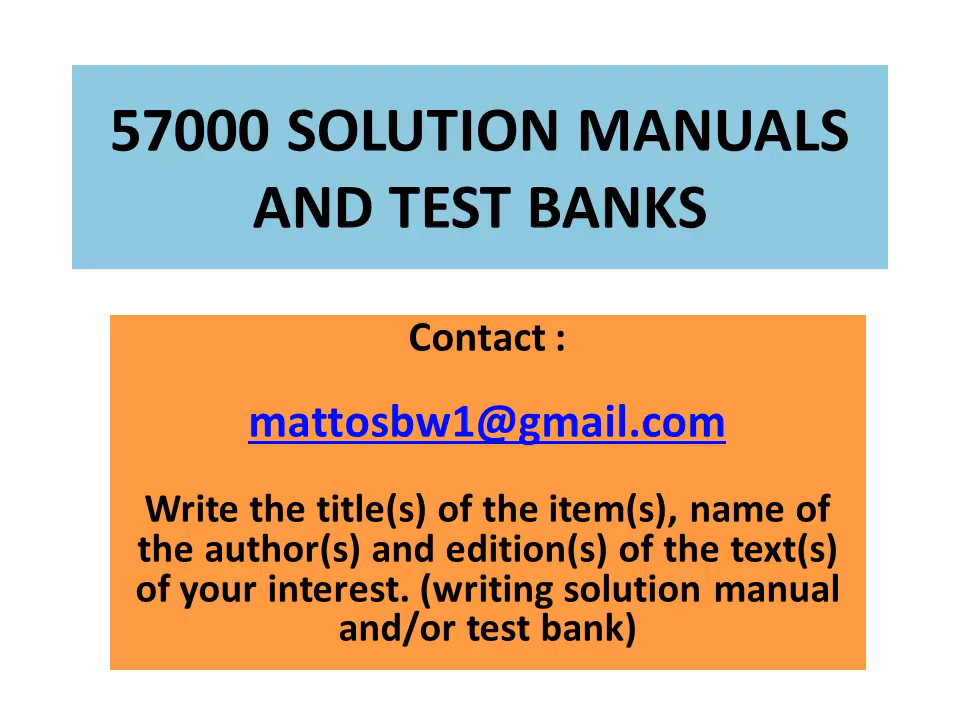 57000 SOLUTION MANUALS
AND TEST BANKS
Contact :
mattosbw1@gmail.com
Write the title(s) of the item(s), name of
the author(s) and edition(s) of the text(s)
of your interest. (writing solution manual
and/or test bank)